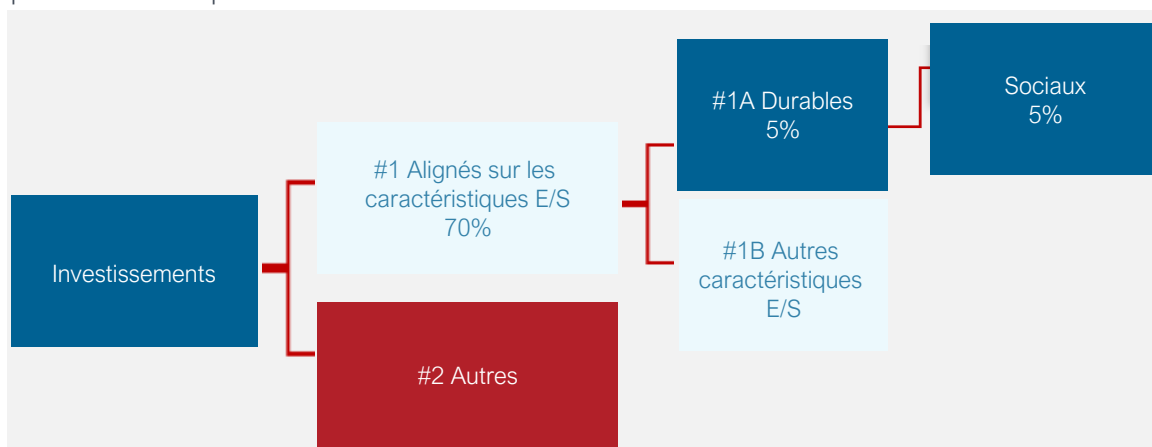 #1A Durables
5%
Sociaux
5%
#1 Alignés sur les
caractéristiques E/S
70%
Investissements
#1B Autres
caractéristiques
E/S
#2 Autres